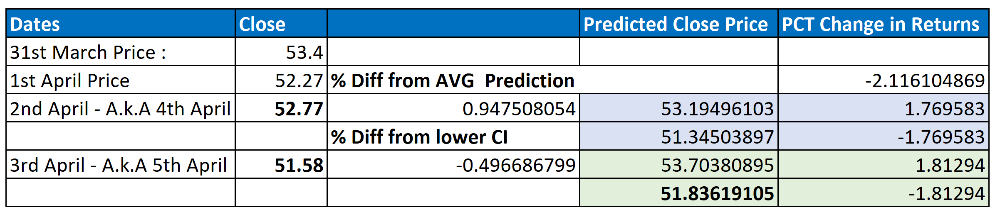 Dates Close Predicted Close Price PCT Change in Returns
31st March Price : 53.4
1st April Price 52.27 % Diff from AVG  Prediction -2.116104869
2nd April - A.k.A 4th April 52.77 0.947508054 53.19496103 1.769583
% Diff from lower CI 51.34503897 -1.769583
3rd April - A.k.A 5th April 51.58 -0.496686799 53.70380895 1.81294
51.83619105 -1.81294